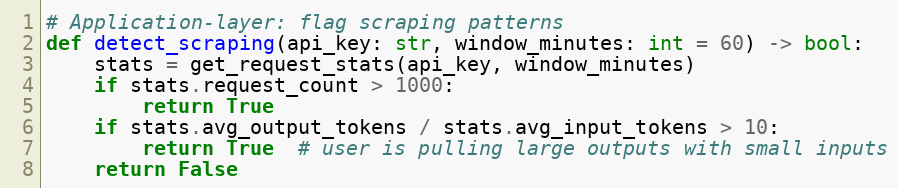 1 # Application-layer: flag scraping patterns
2 def detect_scraping(api_key: str, window_minutes: int = 60) -> bool:
3     stats = get_request_stats(api_key, window_minutes)
4     if stats.request_count > 1000:
5         return True
6     if stats.avg_output_tokens / stats.avg_input_tokens > 10:
7         return True  # user is pulling large outputs with small inputs
8     return False